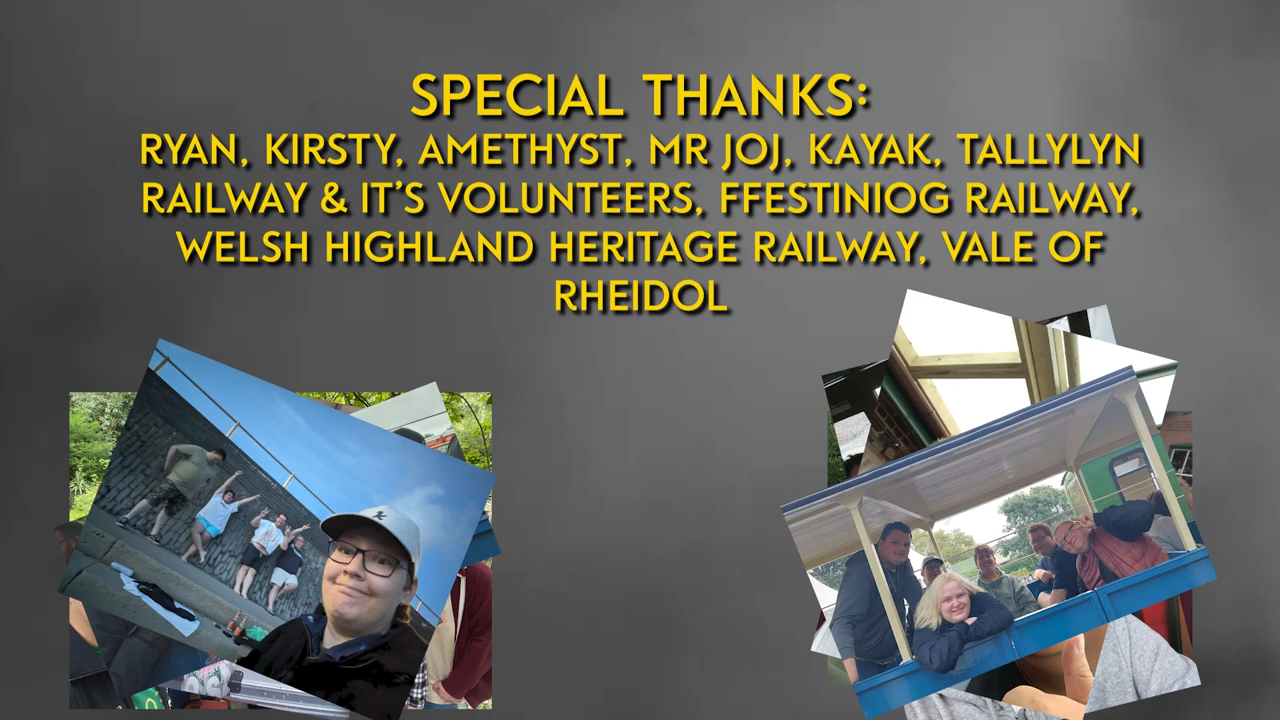 SPECIAL THANKS:
RYAN, KIRSTY, AMETHYST, MR JOJ, KAYAK, TALLYLYN
RAILWAY & IT'S VOLUNTEERS, FFESTINIOG RAILWAY,
WELSH HIGHLAND HERITAGE RAILWAY, VALE OF
RHEIDOL